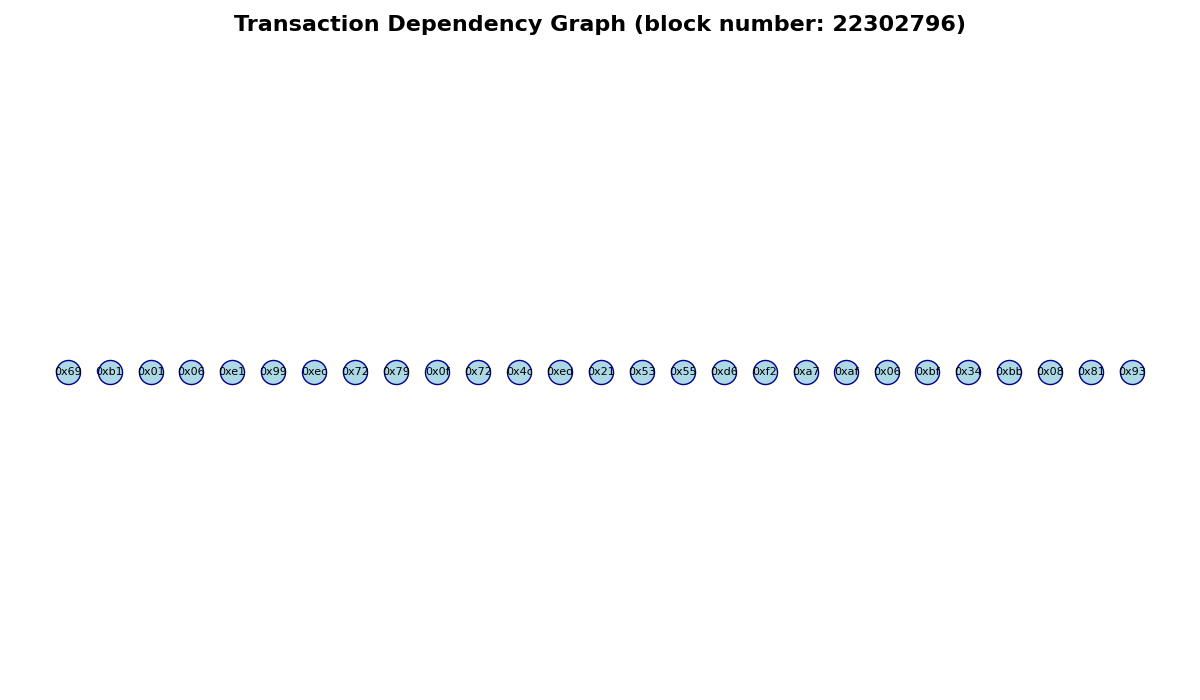 Transaction Dependency Graph (block number: 22302796)
0x69 0xb1 0x01 0x06 0xe1 0x99 0xec 0x72 0x79 0x0f 0x72 0x4c 0xed 0x21 0x53 0x55 0xd6 0xf2 0xa7 0xaf 0x06 0xbf 0x34 0xbb 0x08 0x81 0x93